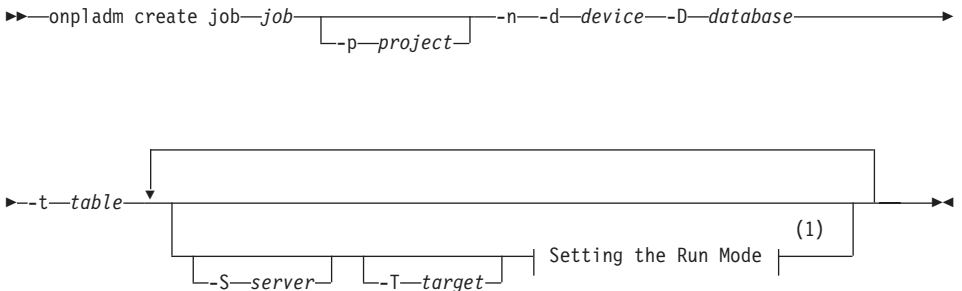 onpladm create job job -n -d device -D database
-p project
-t table
(1)
Setting the Run Mode
-S server -T target